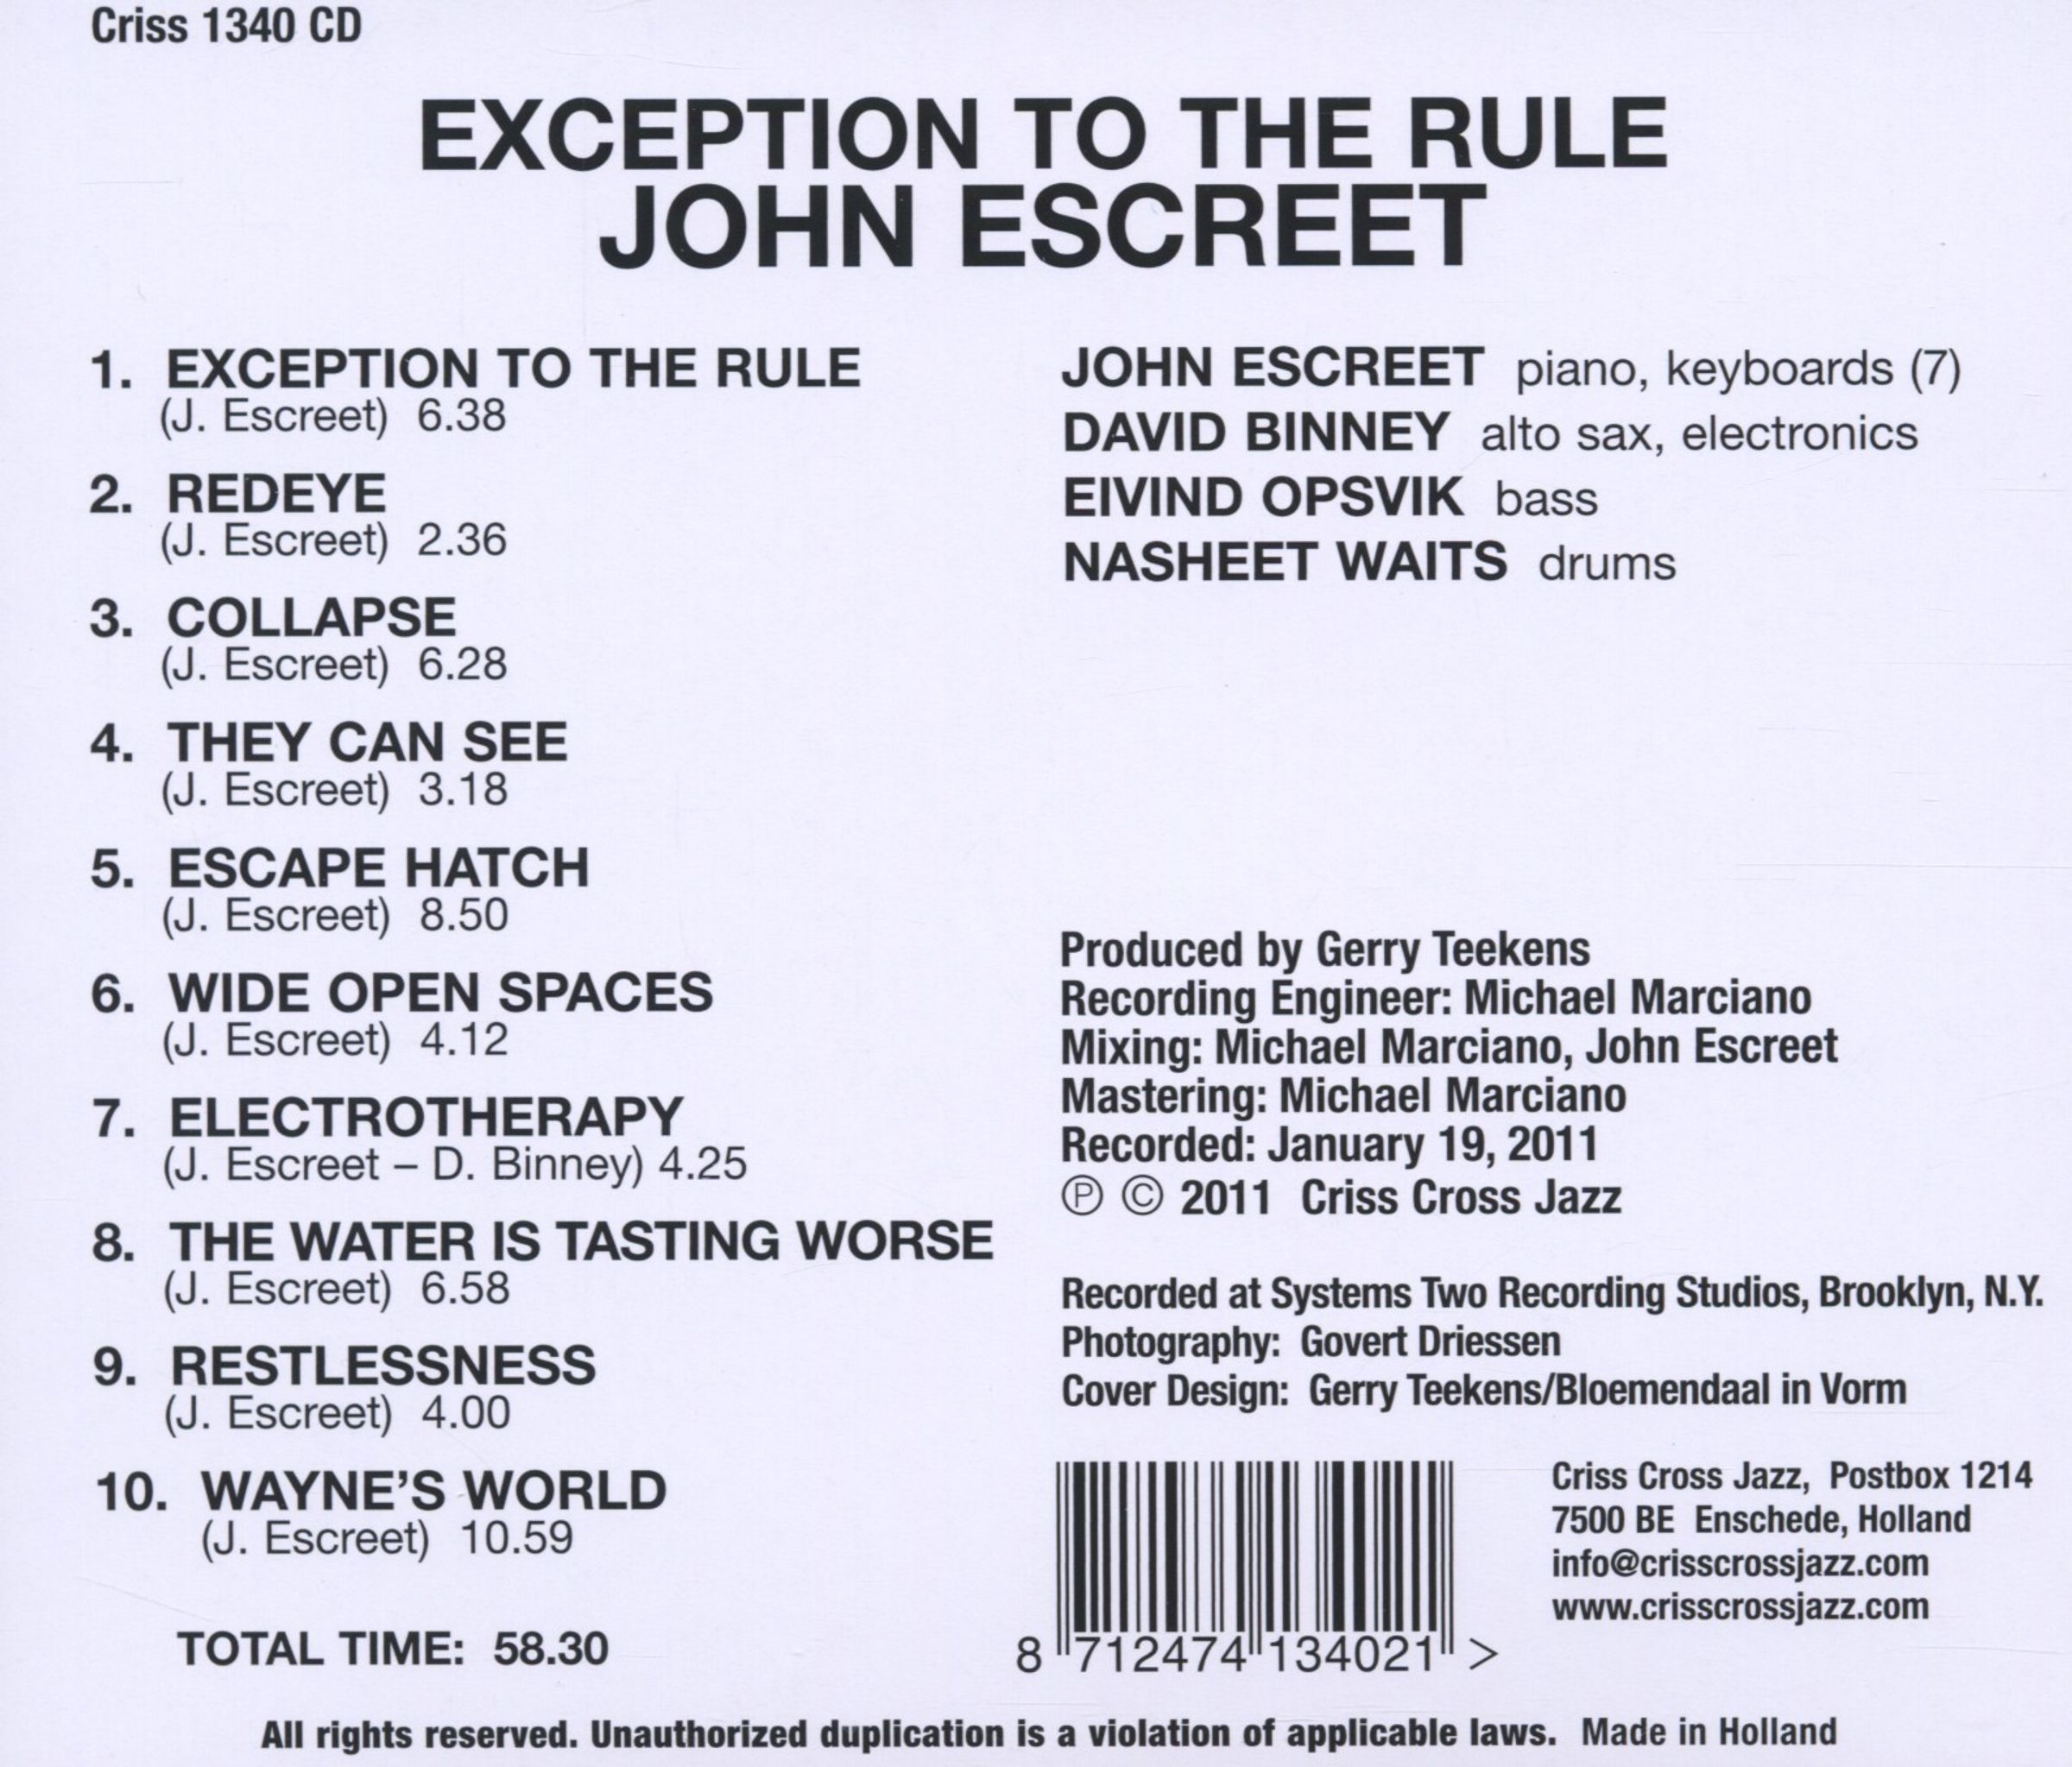 Criss 1340 CD
EXCEPTION TO THE RULE
JOHN ESCREET
1. EXCEPTION TO THE RULE
(J. Escreet) 6.38
2. REDEYE
(J. Escreet) 2.36
3. COLLAPSE
(J. Escreet) 6.28
4. THEY CAN SEE
(J. Escreet) 3.18
5. ESCAPE HATCH
(J. Escreet) 8.50
6. WIDE OPEN SPACES
(J. Escreet) 4.12
7. ELECTROTHERAPY
(J. Escreet – D. Binney) 4.25
8. THE WATER IS TASTING WORSE
(J. Escreet) 6.58
9. RESTLESSNESS
(J. Escreet) 4.00
10. WAYNE'S WORLD
(J. Escreet) 10.59
TOTAL TIME: 58.30
JOHN ESCREET piano, keyboards (7)
DAVID BINNEY alto sax, electronics
EIVIND OPSVIK bass
NASHEET WAITS drums
Produced by Gerry Teekens
Recording Engineer: Michael Marciano
Mixing: Michael Marciano, John Escreet
Mastering: Michael Marciano
Recorded: January 19, 2011
℗ © 2011 Criss Cross Jazz
Recorded at Systems Two Recording Studios, Brooklyn, N.Y.
Photography: Govert Driessen
Cover Design: Gerry Teekens/Bloemendaal in Vorm
8 712474 134021 >
Criss Cross Jazz, Postbox 1214
7500 BE Enschede, Holland
info@crisscrossjazz.com
www.crisscrossjazz.com
All rights reserved. Unauthorized duplication is a violation of applicable laws. Made in Holland